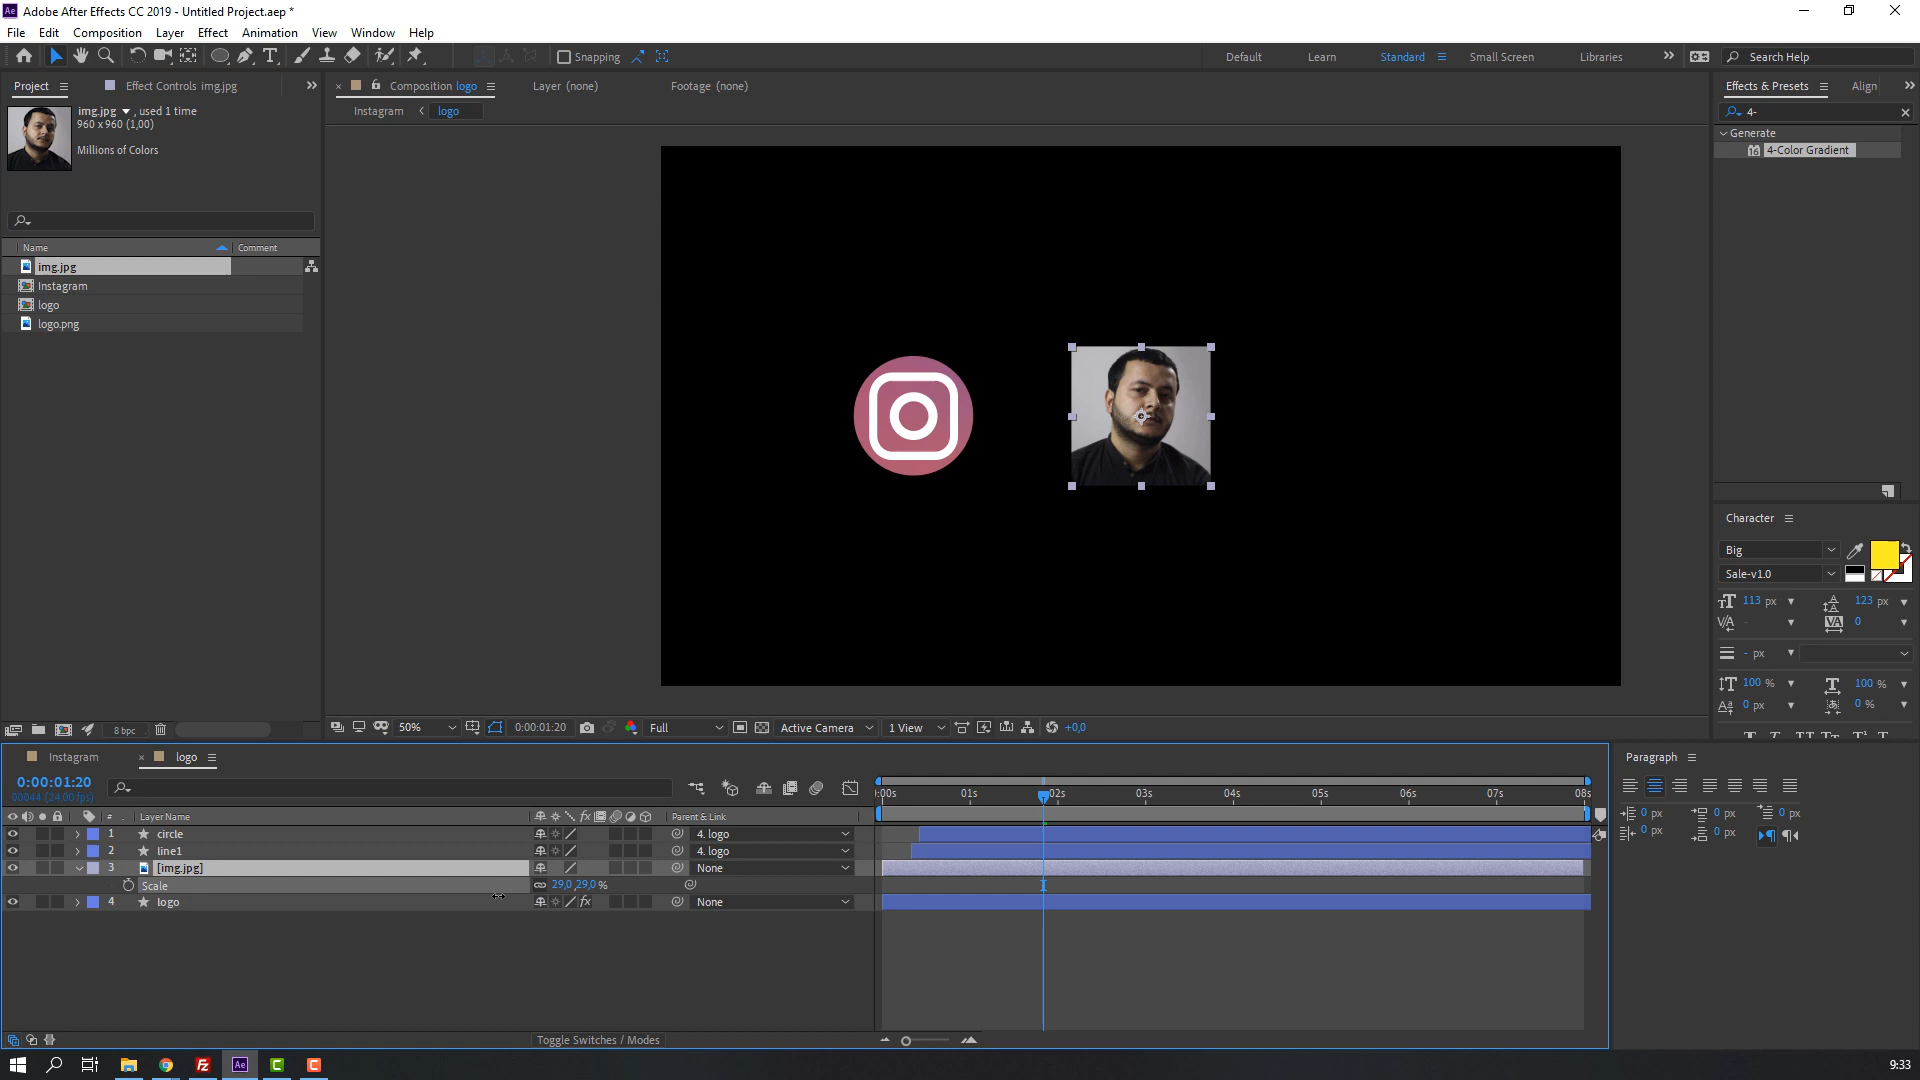 Adobe After Effects CC 2019 - Untitled Project.aep *
File Edit Composition Layer Effect Animation View Window Help
Snapping
Default Learn Standard Small Screen Libraries
Search Help
Project Effect Controls img.jpg
img.jpg , used 1 time
960 x 960 (1,00)
Millions of Colors
Name Comment
img.jpg
Instagram
logo
logo.png
8 bpc
Composition logo Layer (none) Footage (none)
Instagram logo
50% 0:00:01:20 Full Active Camera 1 View +0,0
Effects & Presets Align
4-
Generate
16 4-Color Gradient
Character
Big
Sale-v1.0
113 px 123 px
- 0
- px
100 % 100 %
0 px 0 %
Instagram logo
0:00:01:20
00044 (24.00 fps)
# Layer Name Parent & Link
1 circle 4. logo
2 line1 4. logo
3 [img.jpg] None
Scale 29,0,29,0 %
4 logo None
:00s 01s 02s 03s 04s 05s 06s 07s 08s
Toggle Switches / Modes
Paragraph
0 px 0 px 0 px
0 px 0 px
9:33